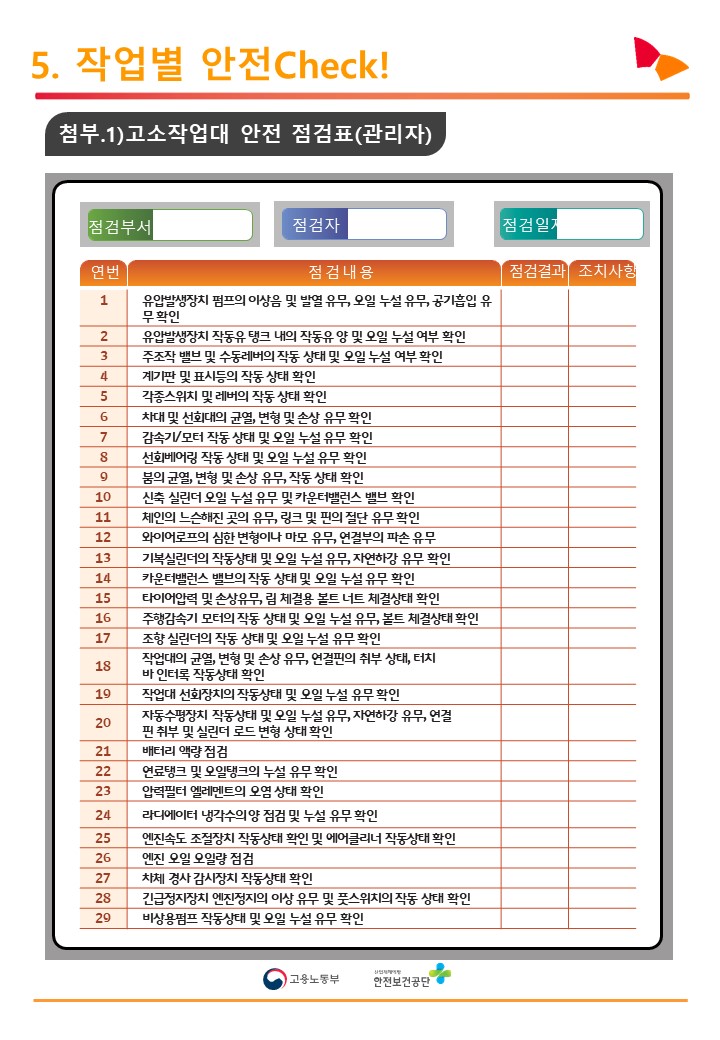 5. 작업별 안전Check!
첨부.1)고소작업대 안전 점검표(관리자)
점검부서
점검자
점검일자
연번 점검내용 점검결과 조치사항
1 유압발생장치 펌프의 이상음 및 발열 유무, 오일 누설 유무, 공기흡입 유
무 확인
2 유압발생장치 작동유 탱크 내의 작동유 양 및 오일 누설 여부 확인
3 주조작 밸브 및 수동레버의 작동 상태 및 오일 누설 여부 확인
4 계기판 및 표시등의 작동 상태 확인
5 각종스위치 및 레버의 작동 상태 확인
6 차대 및 선회대의 균열, 변형 및 손상 유무 확인
7 감속기/모터 작동 상태 및 오일 누설 유무 확인
8 선회베어링 작동 상태 및 오일 누설 유무 확인
9 붐의 균열, 변형 및 손상 유무, 작동 상태 확인
10 신축 실린더 오일 누설 유무 및 카운터밸런스 밸브 확인
11 체인의 느슨해진 곳의 유무, 링크 및 핀의 절단 유무 확인
12 와이어로프의 심한 변형이나 마모 유무, 연결부의 파손 유무
13 기복실린더의 작동상태 및 오일 누설 유무, 자연하강 유무 확인
14 카운터밸런스 밸브의 작동 상태 및 오일 누설 유무 확인
15 타이어압력 및 손상유무, 림 체결용 볼트 너트 체결상태 확인
16 주행감속기 모터의 작동 상태 및 오일 누설 유무, 볼트 체결상태 확인
17 조향 실린더의 작동 상태 및 오일 누설 유무 확인
18 작업대의 균열, 변형 및 손상 유무, 연결핀의 취부 상태, 터치
바 인터록 작동상태 확인
19 작업대 선회장치의 작동상태 및 오일 누설 유무 확인
20 자동수평장치 작동상태 및 오일 누설 유무, 자연하강 유무, 연결
핀 취부 및 실린더 로드 변형 상태 확인
21 배터리 액량 점검
22 연료탱크 및 오일탱크의 누설 유무 확인
23 압력필터 엘레멘트의 오염 상태 확인
24 라디에이터 냉각수의양 점검 및 누설 유무 확인
25 엔진속도 조절장치 작동상태 확인 및 에어클리너 작동상태 확인
26 엔진 오일 오일량 점검
27 차체 경사 감시장치 작동상태 확인
28 긴급정지장치 엔진정지의 이상 유무 및 풋스위치의 작동 상태 확인
29 비상용펌프 작동상태 및 오일 누설 유무 확인
고용노동부
산업재해예방
안전보건공단